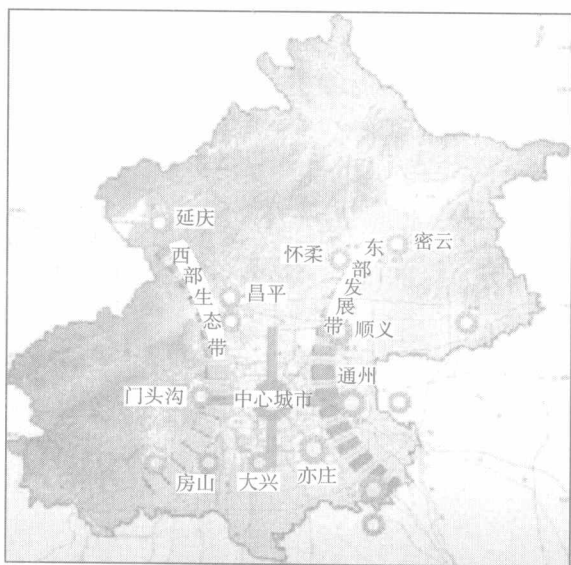 延庆
怀柔
密云
西部生态带
东部发展带
昌平
顺义
通州
门头沟
中心城市
房山
大兴
亦庄